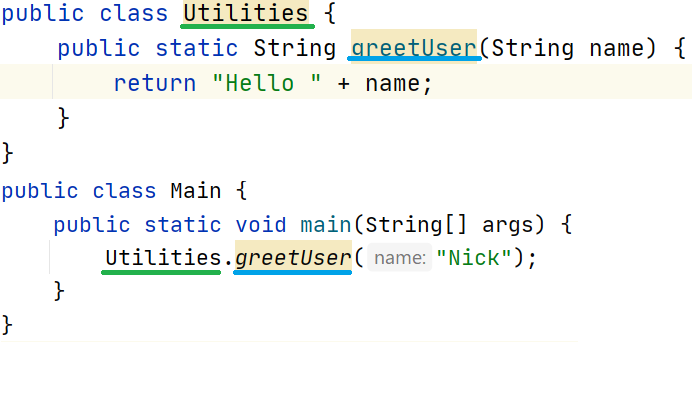 public class Utilities {
public static String greetUser(String name) {
return "Hello " + name;
}
}
public class Main {
public static void main(String[] args) {
Utilities.greetUser( name: "Nick");
}
}